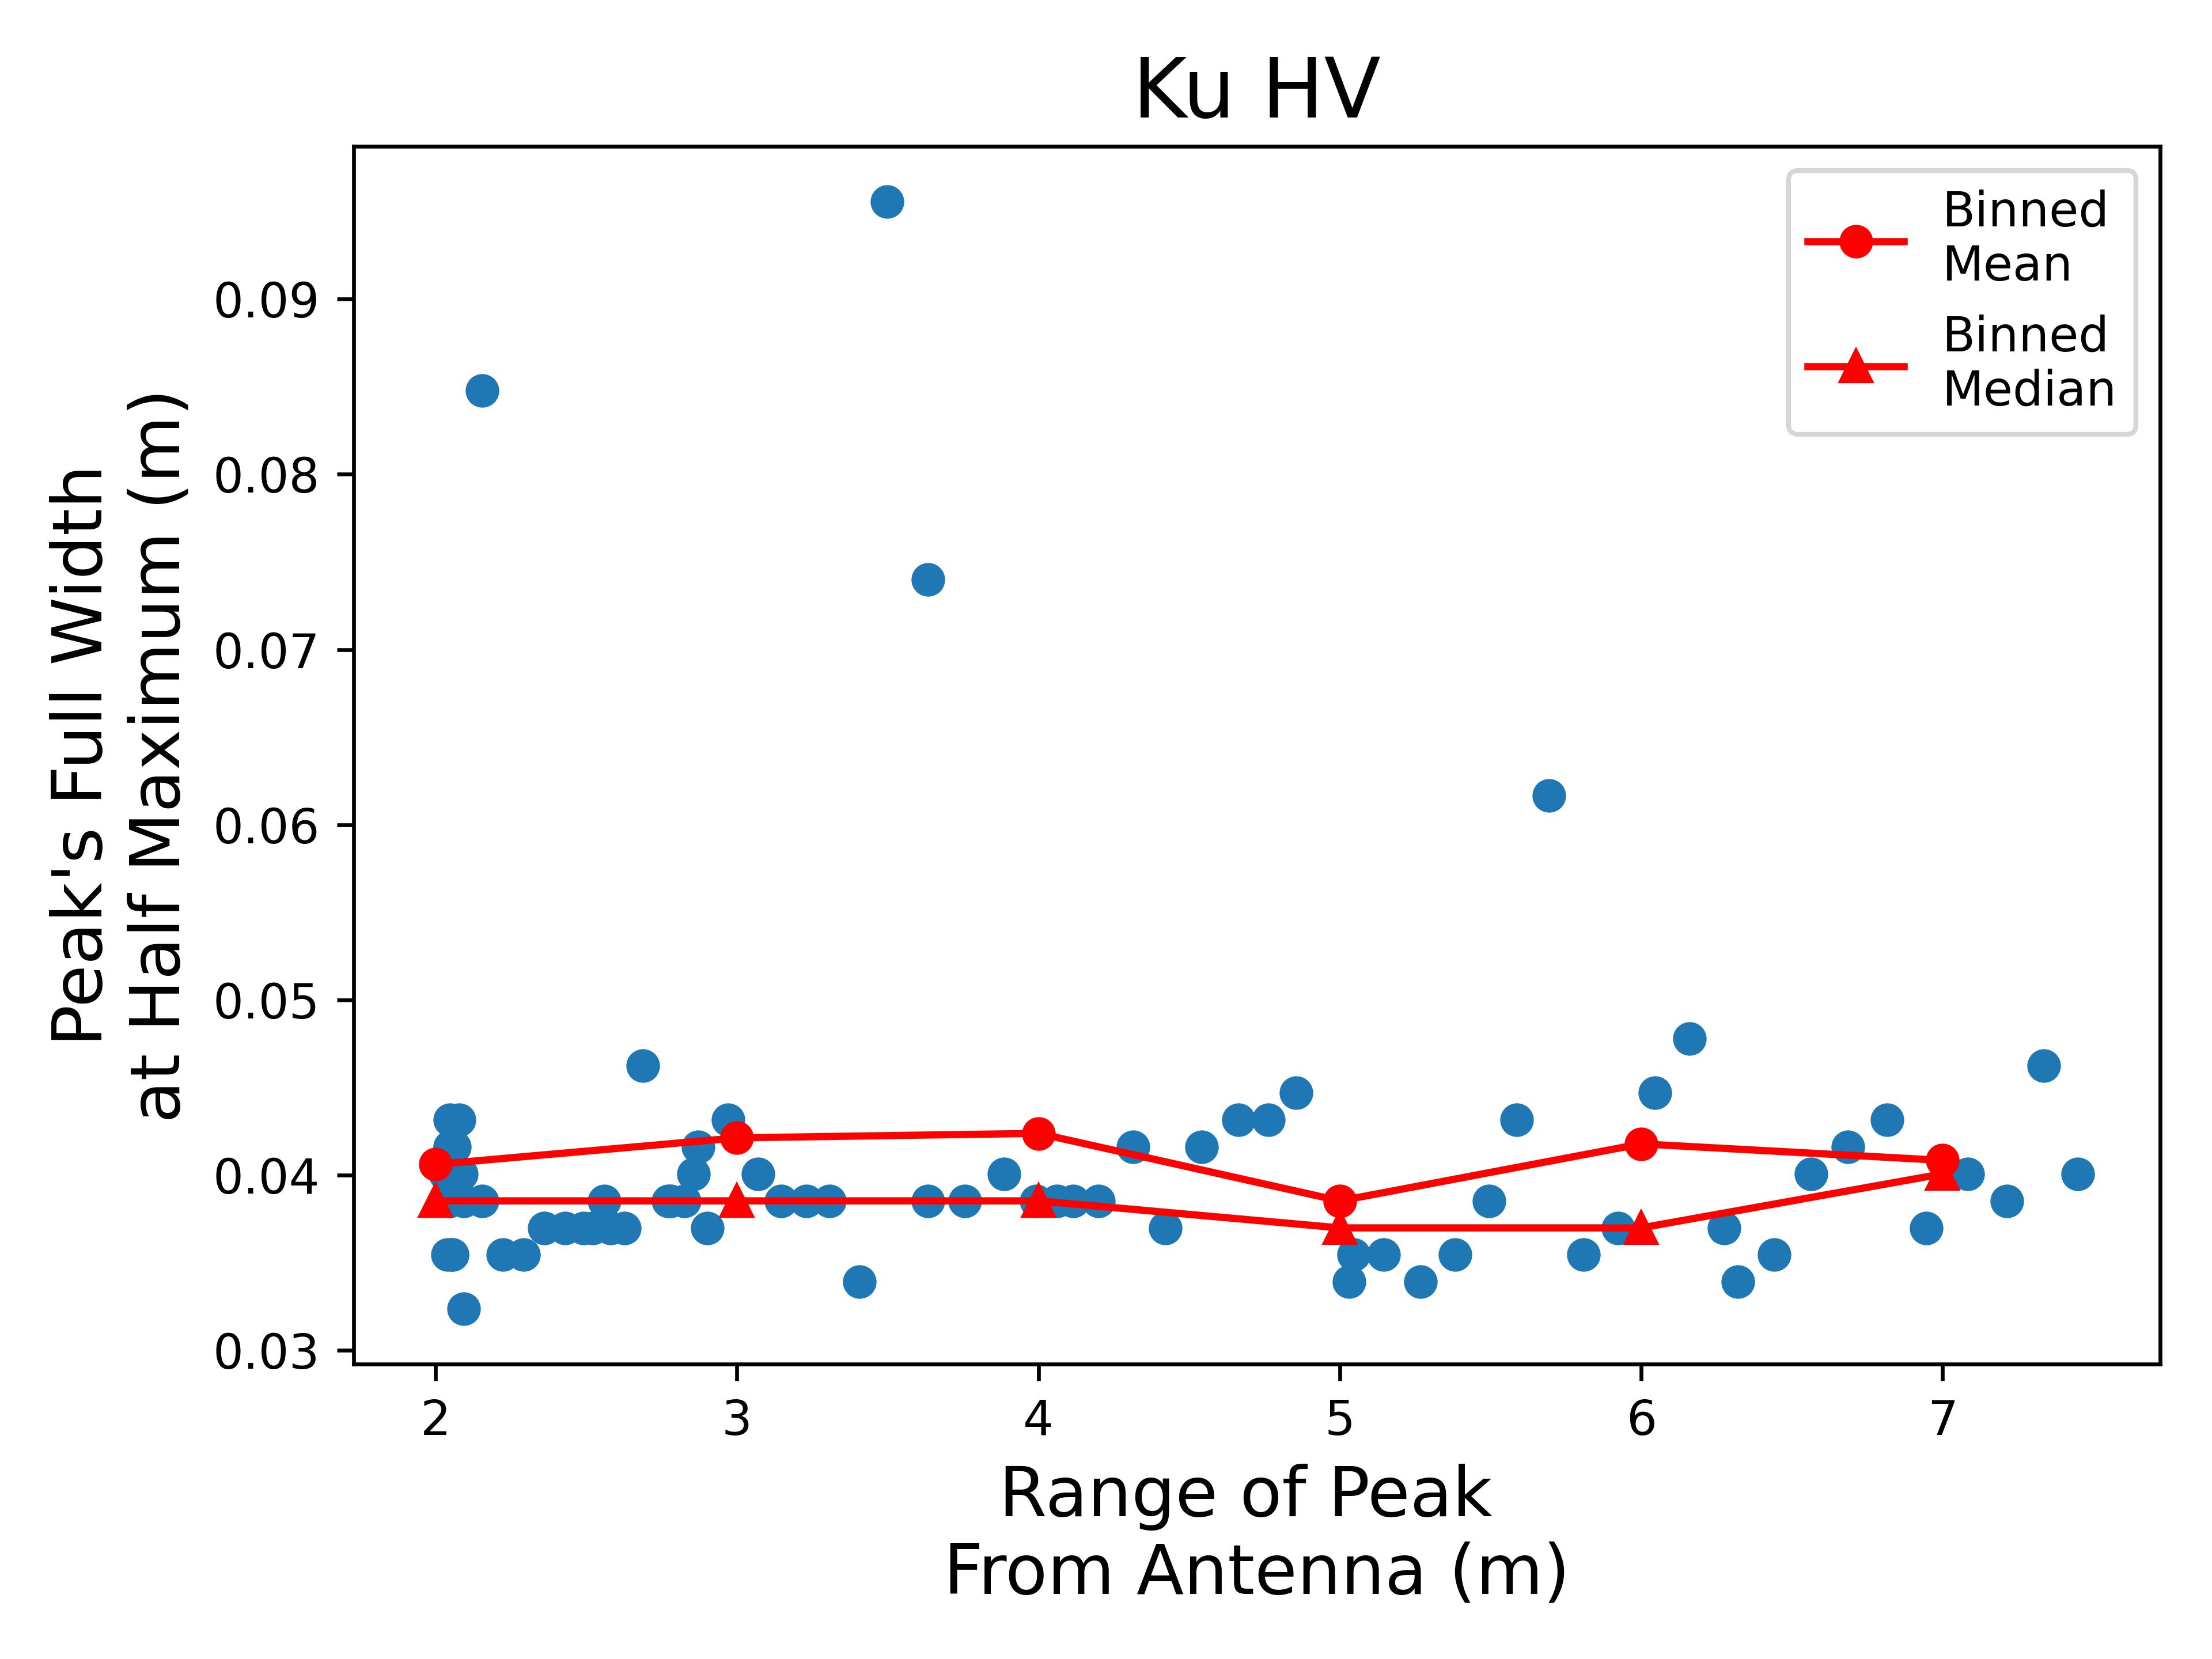 Ku HV
Binned
Mean
Binned
Median
Peak's Full Width
at Half Maximum (m)
0.09
0.08
0.07
0.06
0.05
0.04
0.03
2 3 4 5 6 7
Range of Peak
From Antenna (m)